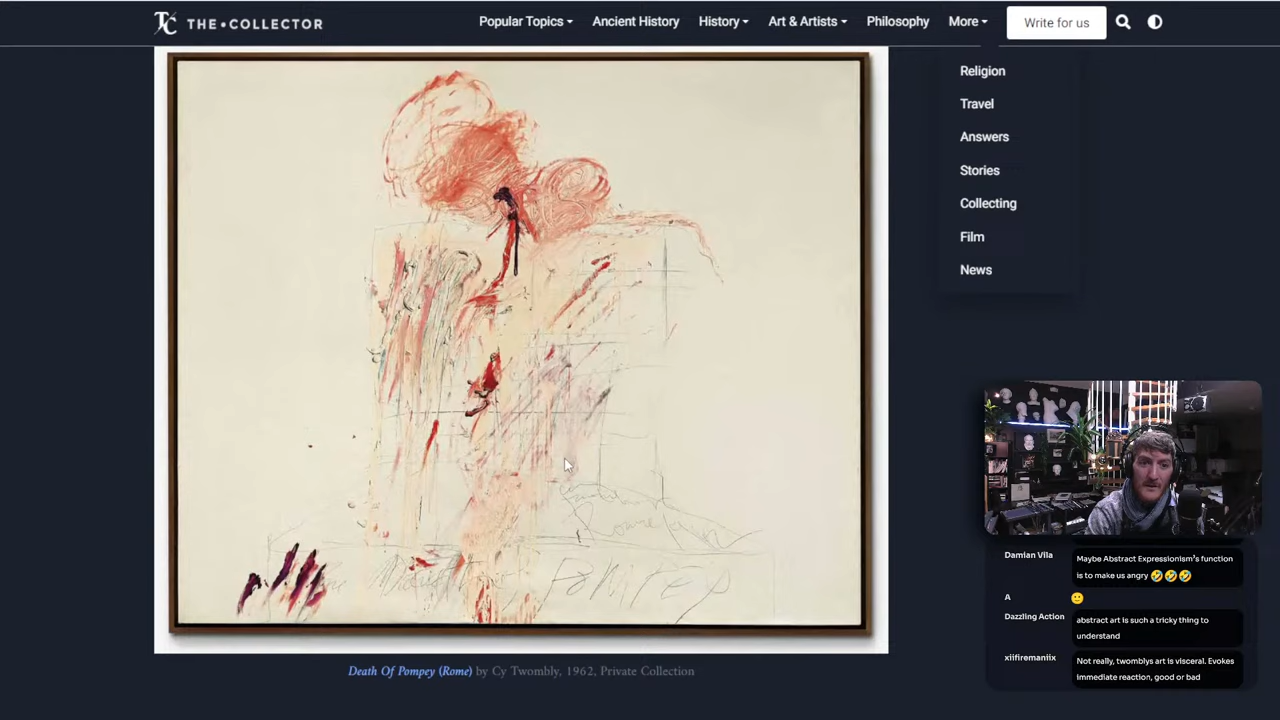 THE•COLLECTOR
Popular Topics
Ancient History
History
Art & Artists
Philosophy
More
Write for us
Religion
Travel
Answers
Stories
Collecting
Film
News
POMPEY
Death Of Pompey (Rome) by Cy Twombly, 1962, Private Collection
Damian Vila
Maybe Abstract Expressionism's function
is to make us angry 🤣🤣🤣
A
🙂
Dazzling Action
abstract art is such a tricky thing to
understand
xiifiremaniix
Not really, twomblys art is visceral. Evokes
immediate reaction, good or bad